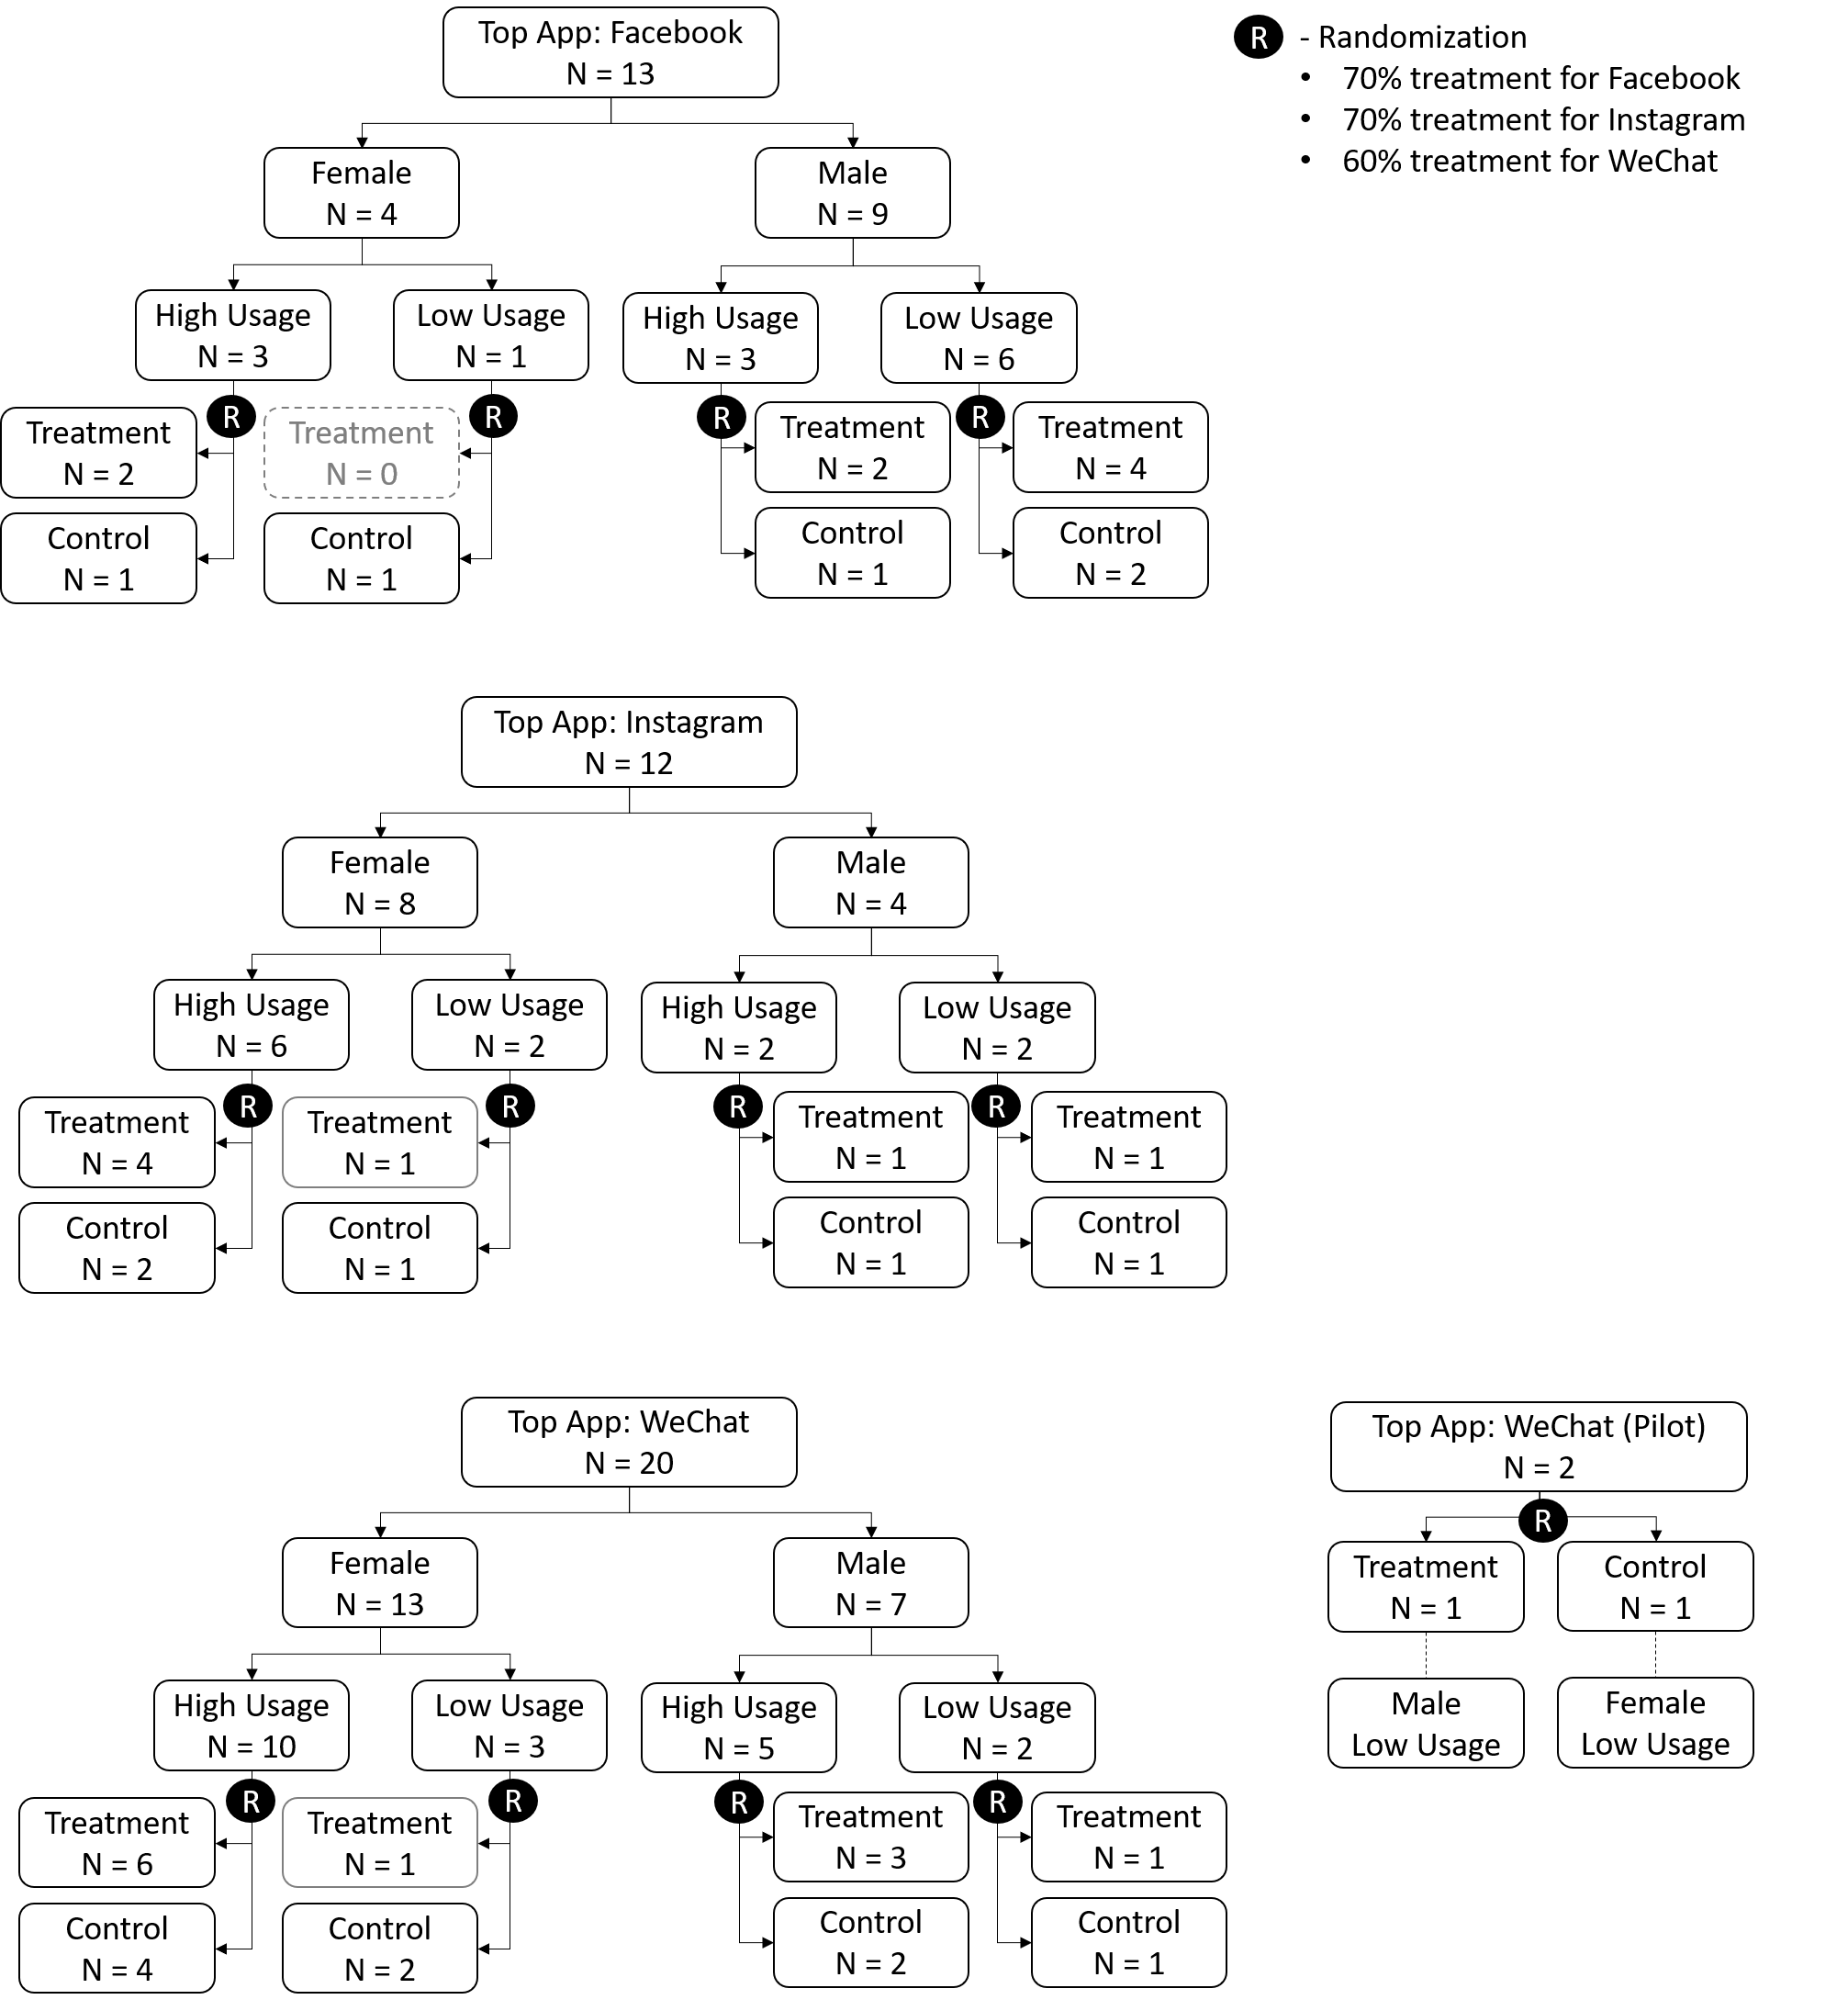 Top App: Facebook
N = 13
R - Randomization
• 70% treatment for Facebook
• 70% treatment for Instagram
• 60% treatment for WeChat
Female
N = 4
Male
N = 9
High Usage
N = 3
Low Usage
N = 1
High Usage
N = 3
Low Usage
N = 6
R
R
R
R
Treatment
N = 2
Treatment
N = 0
Treatment
N = 2
Treatment
N = 4
Control
N = 1
Control
N = 1
Control
N = 1
Control
N = 2
Top App: Instagram
N = 12
Female
N = 8
Male
N = 4
High Usage
N = 6
Low Usage
N = 2
High Usage
N = 2
Low Usage
N = 2
R
R
R
R
Treatment
N = 4
Treatment
N = 1
Treatment
N = 1
Treatment
N = 1
Control
N = 2
Control
N = 1
Control
N = 1
Control
N = 1
Top App: WeChat
N = 20
Female
N = 13
Male
N = 7
High Usage
N = 10
Low Usage
N = 3
High Usage
N = 5
Low Usage
N = 2
R
R
R
R
Treatment
N = 6
Treatment
N = 1
Treatment
N = 3
Treatment
N = 1
Control
N = 4
Control
N = 2
Control
N = 2
Control
N = 1
Top App: WeChat (Pilot)
N = 2
R
Treatment
N = 1
Control
N = 1
Male
Low Usage
Female
Low Usage